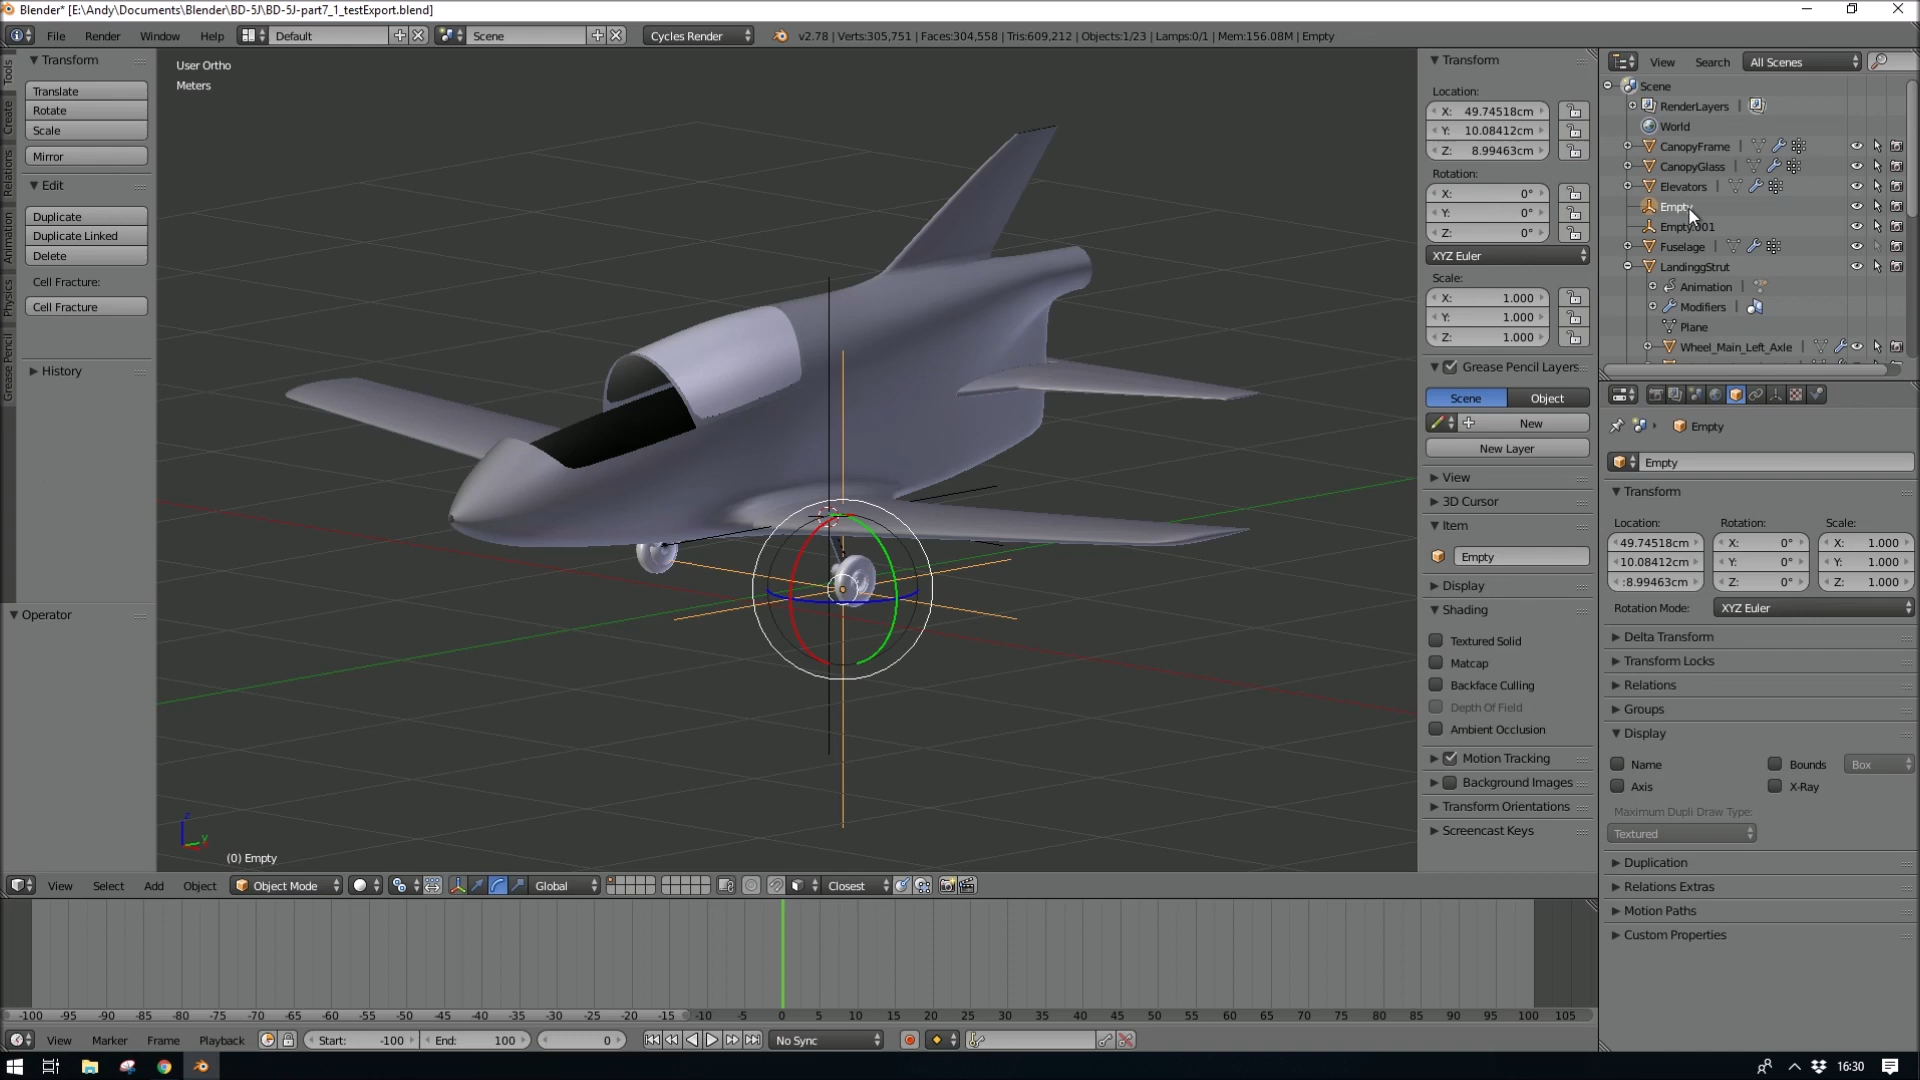 Blender* [E:\Andy\Documents\Blender\BD-5J\BD-5J-part7_1_testExport.blend]
File Render Window Help Default Scene Cycles Render v2.78 | Verts:305,751 | Faces:304,558 | Tris:609,212 | Objects:1/23 | Lamps:0/1 | Mem:156.08M | Empty
Tools
Create
Relations
Animation
Physics
Grease Pencil
Transform
Translate
Rotate
Scale
Mirror
Edit
Duplicate
Duplicate Linked
Delete
Cell Fracture:
Cell Fracture
History
Operator
User Ortho
Meters
(0) Empty
Transform
Location:
X: 49.74518cm
Y: 10.08412cm
Z: 8.99463cm
Rotation:
X: 0°
Y: 0°
Z: 0°
XYZ Euler
Scale:
X: 1.000
Y: 1.000
Z: 1.000
Grease Pencil Layers
Scene Object
New
New Layer
View
3D Cursor
Item
Empty
Display
Shading
Textured Solid
Matcap
Backface Culling
Depth Of Field
Ambient Occlusion
Motion Tracking
Background Images
Transform Orientations
Screencast Keys
View Search All Scenes
Scene
RenderLayers
World
CanopyFrame
CanopyGlass
Elevators
Empty
Empty.001
Fuselage
LandinggStrut
Animation
Modifiers
Plane
Wheel_Main_Left_Axle
Empty
Empty
Transform
Location: Rotation: Scale:
49.74518cm X: 0° X: 1.000
10.08412cm Y: 0° Y: 1.000
:8.99463cm Z: 0° Z: 1.000
Rotation Mode: XYZ Euler
Delta Transform
Transform Locks
Relations
Groups
Display
Name Bounds Box
Axis X-Ray
Maximum Dupli Draw Type:
Textured
Duplication
Relations Extras
Motion Paths
Custom Properties
View Select Add Object Object Mode Global Closest
-100 -95 -90 -85 -80 -75 -70 -65 -60 -55 -50 -45 -40 -35 -30 -25 -20 -15 -10 -5 0 5 10 15 20 25 30 35 40 45 50 55 60 65 70 75 80 85 90 95 100 105
View Marker Frame Playback Start: -100 End: 100 0 No Sync
16:30